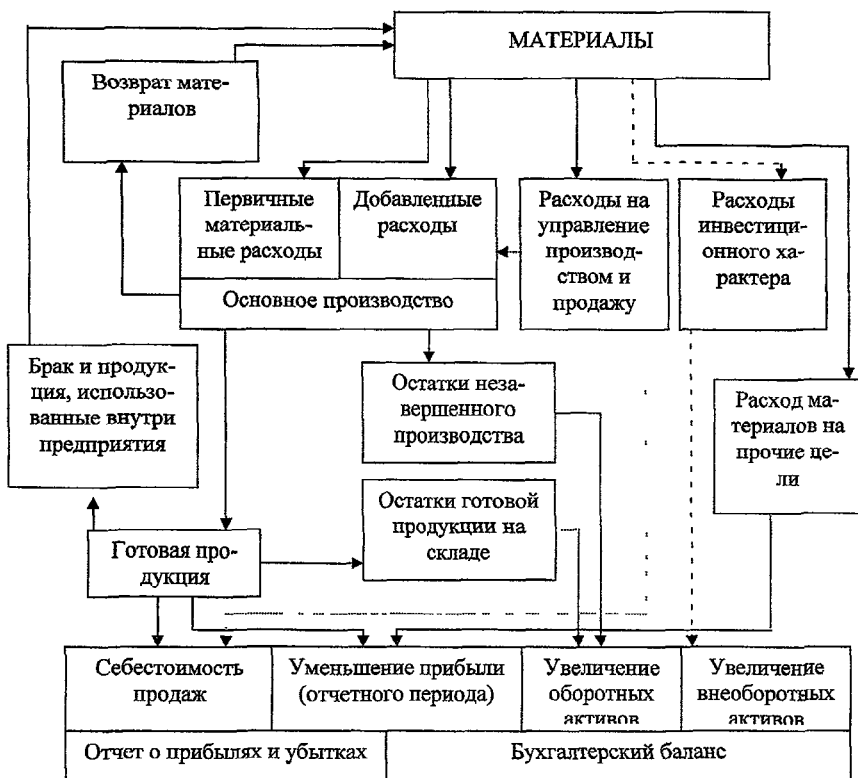 МАТЕРИАЛЫ
Возврат мате-
риалов
Первичные
материаль-
ные расходы
Добавленные
расходы
Расходы на
управление
производ-
ством и
продажу
Расходы
инвестици-
онного ха-
рактера
Основное производство
Брак и продук-
ция, использо-
ванные внутри
предприятия
Остатки неза-
вершенного
производства
Расход ма-
териалов на
прочие це-
ли
Остатки готовой
продукции на
складе
Готовая про-
дукция
Себестоимость
продаж
Уменьшение прибыли
(отчетного периода)
Увеличение
оборотных
активов
Увеличение
внеоборотных
активов
Отчет о прибылях и убытках
Бухгалтерский баланс